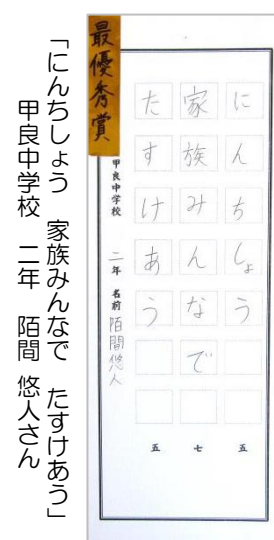 最優秀賞
にんちしょう
家族みんなで
たすけあう
甲良中学校 二年 名前 陌間悠人
五
七
五
「にんちしょう 家族みんなで たすけあう」
甲良中学校 二年 陌間 悠人さん